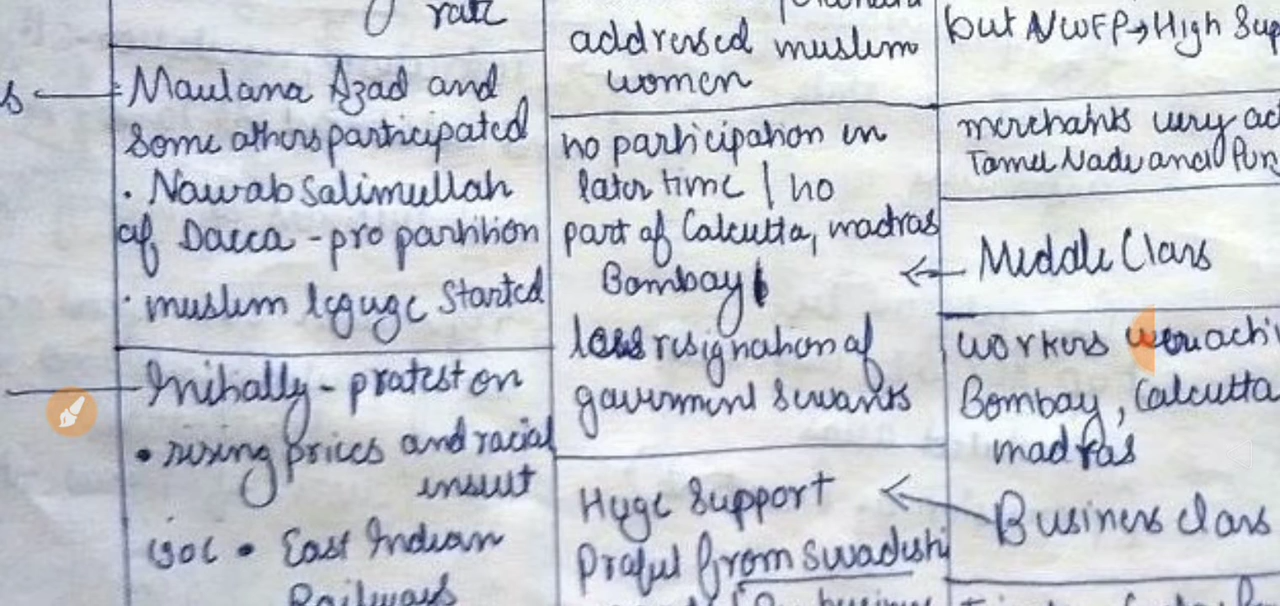 rate
addressed muslim
women
but NWFP→High Sup
Maulana Azad and
some others participated
. Nawab Salimullah
of Dacca - pro partition
· muslim league started
no participation in
later time / no
part of Calcutta, madras
Bombay
less resignation of
government servants
merchants very ac
Tamil Nadu and Pun
Middle Class
workers were achi
Bombay, Calcutta
madras
Business class
Initially - protest on
• rising prices and racial
insult
• East Indian
Railways
Huge Support
from swadeshi